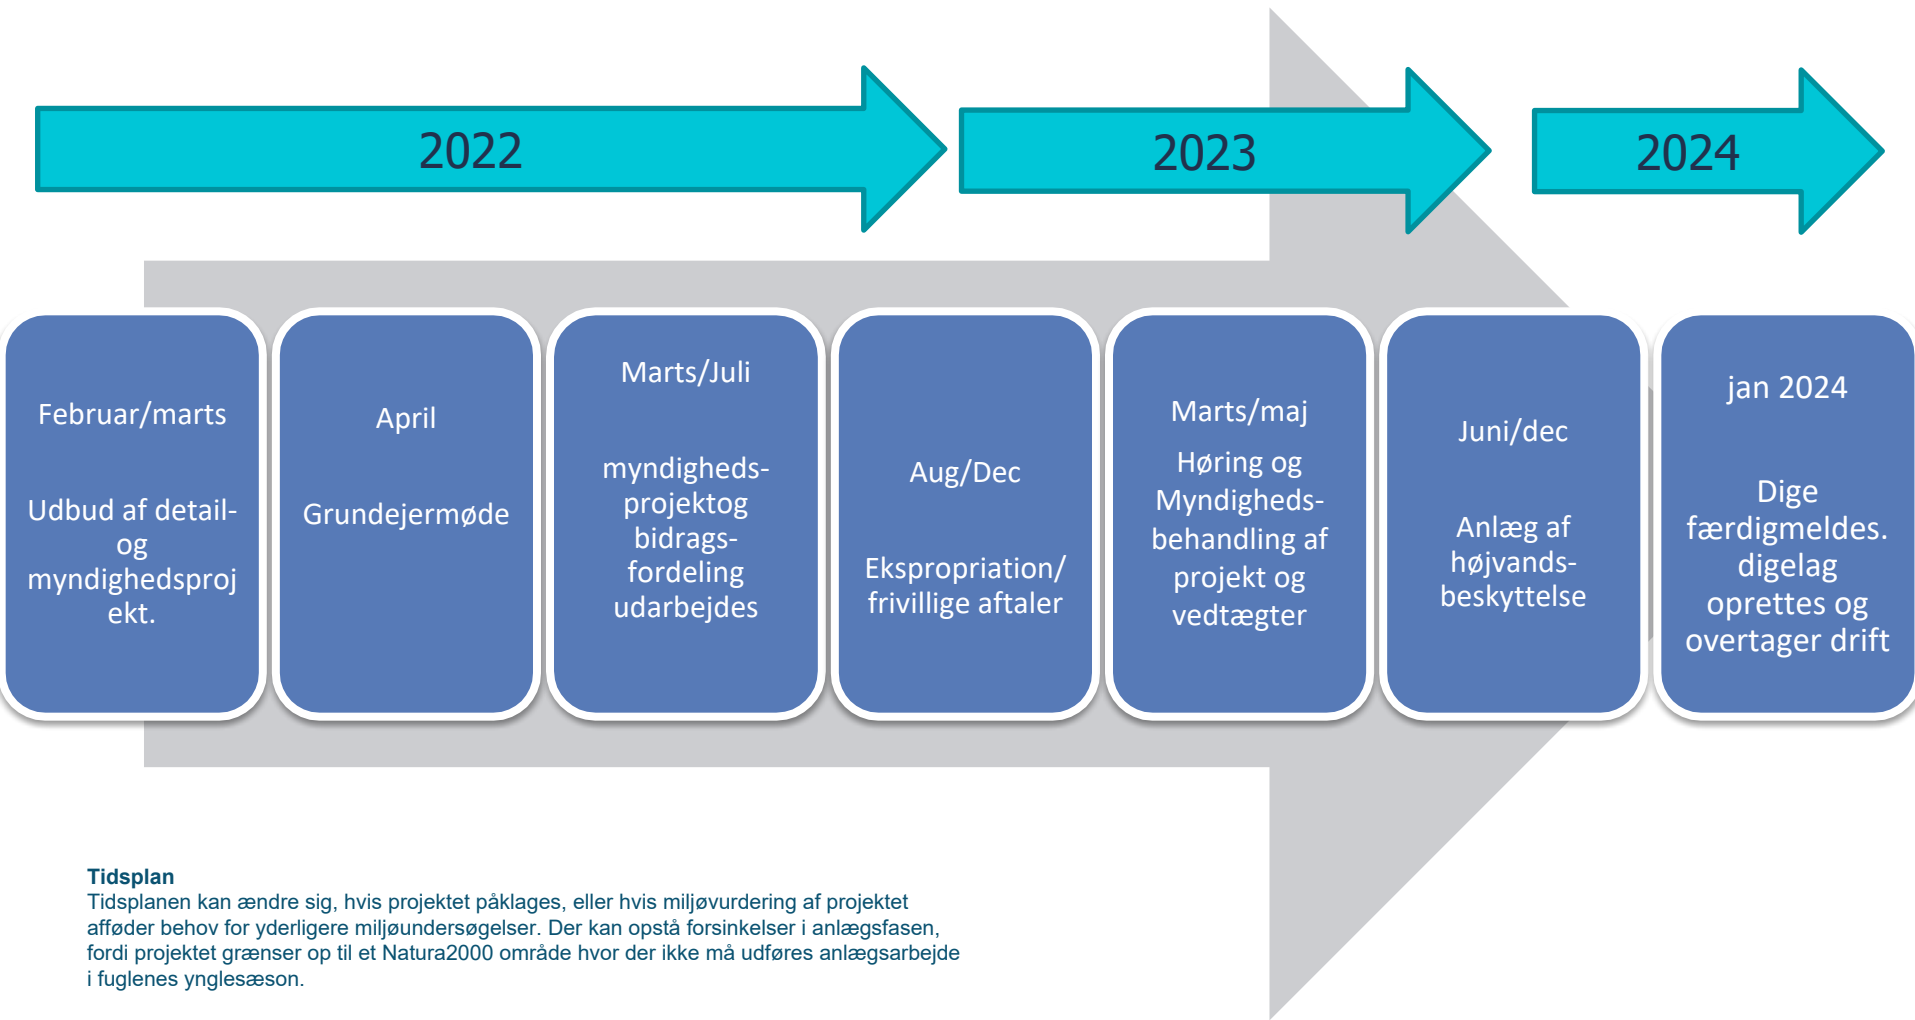 2022
2023
2024
Februar/marts
Udbud af detail-
og
myndighedsproj
ekt.
April
Grundejermøde
Marts/Juli
myndigheds-
projektog
bidrags-
fordeling
udarbejdes
Aug/Dec
Ekspropriation/
frivillige aftaler
Marts/maj
Høring og
Myndigheds-
behandling af
projekt og
vedtægter
Juni/dec
Anlæg af
højvands-
beskyttelse
jan 2024
Dige
færdigmeldes.
digelag
oprettes og
overtager drift
Tidsplan
Tidsplanen kan ændre sig, hvis projektet påklages, eller hvis miljøvurdering af projektet
afføder behov for yderligere miljøundersøgelser. Der kan opstå forsinkelser i anlægsfasen,
fordi projektet grænser op til et Natura2000 område hvor der ikke må udføres anlægsarbejde
i fuglenes ynglesæson.